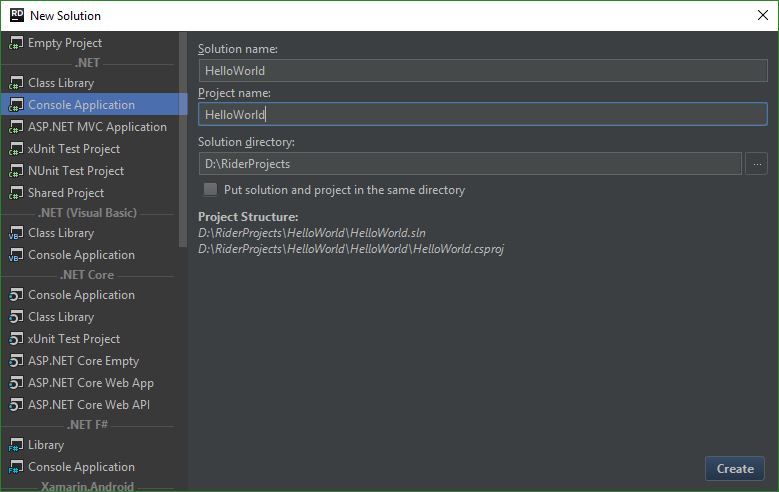 RD
New Solution
Empty Project
.NET
Class Library
Console Application
ASP.NET MVC Application
xUnit Test Project
NUnit Test Project
Shared Project
.NET (Visual Basic)
Class Library
Console Application
.NET Core
Console Application
Class Library
xUnit Test Project
ASP.NET Core Empty
ASP.NET Core Web App
ASP.NET Core Web API
.NET F#
Library
Console Application
Xamarin.Android
Solution name:
HelloWorld
Project name:
HelloWorld
Solution directory:
D:\RiderProjects
...
Put solution and project in the same directory
Project Structure:
D:\RiderProjects\HelloWorld\HelloWorld.sln
D:\RiderProjects\HelloWorld\HelloWorld\HelloWorld.csproj
Create